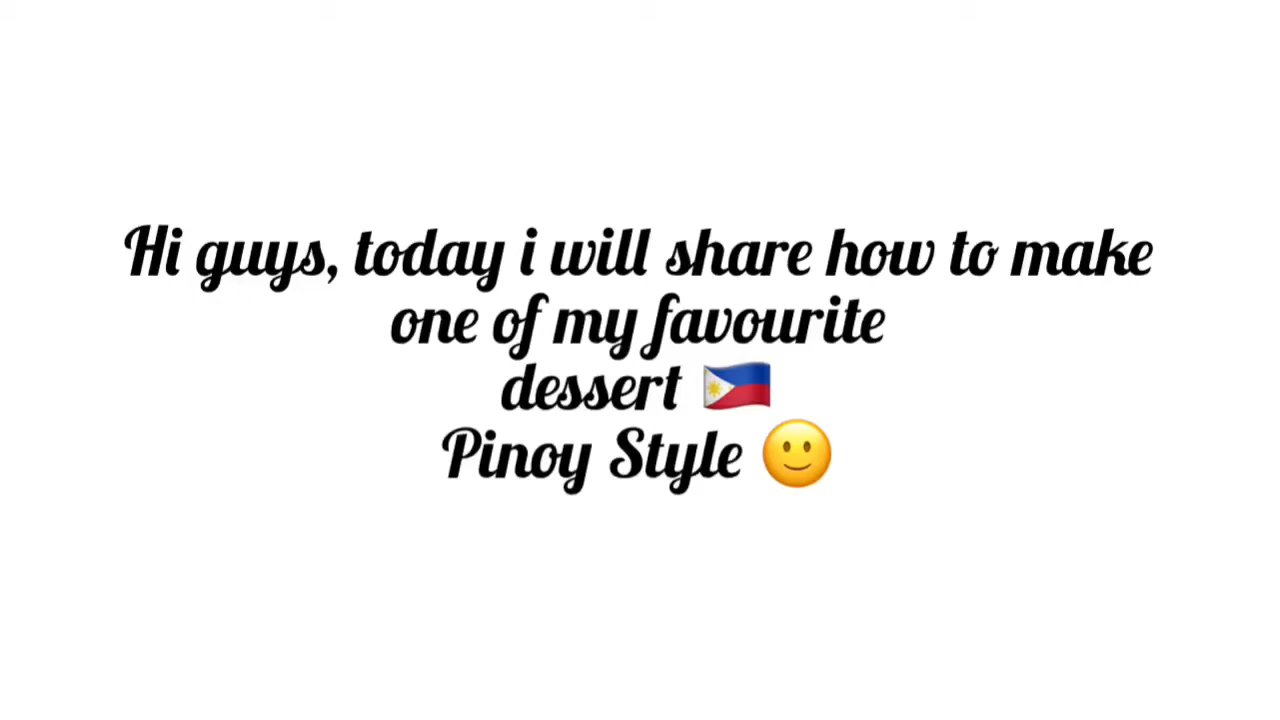 Hi guys, today i will share how to make
one of my favourite
dessert 🇵🇭
Pinoy Style 🙂